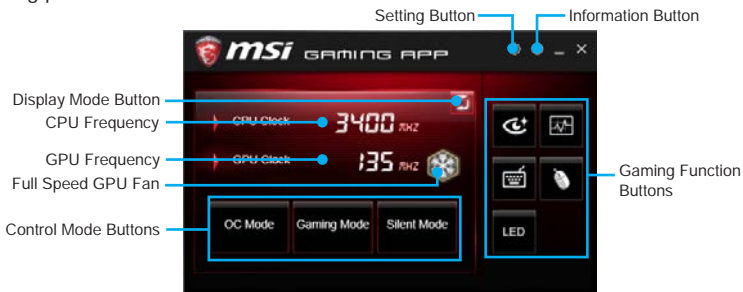 Setting Button
Information Button
msi GAMING APP
Display Mode Button
CPU Frequency
CPU Clock 3400 MHZ
GPU Frequency
GPU Clock 135 MHZ
Full Speed GPU Fan
Gaming Function
Buttons
Control Mode Buttons
OC Mode
Gaming Mode
Silent Mode
LED